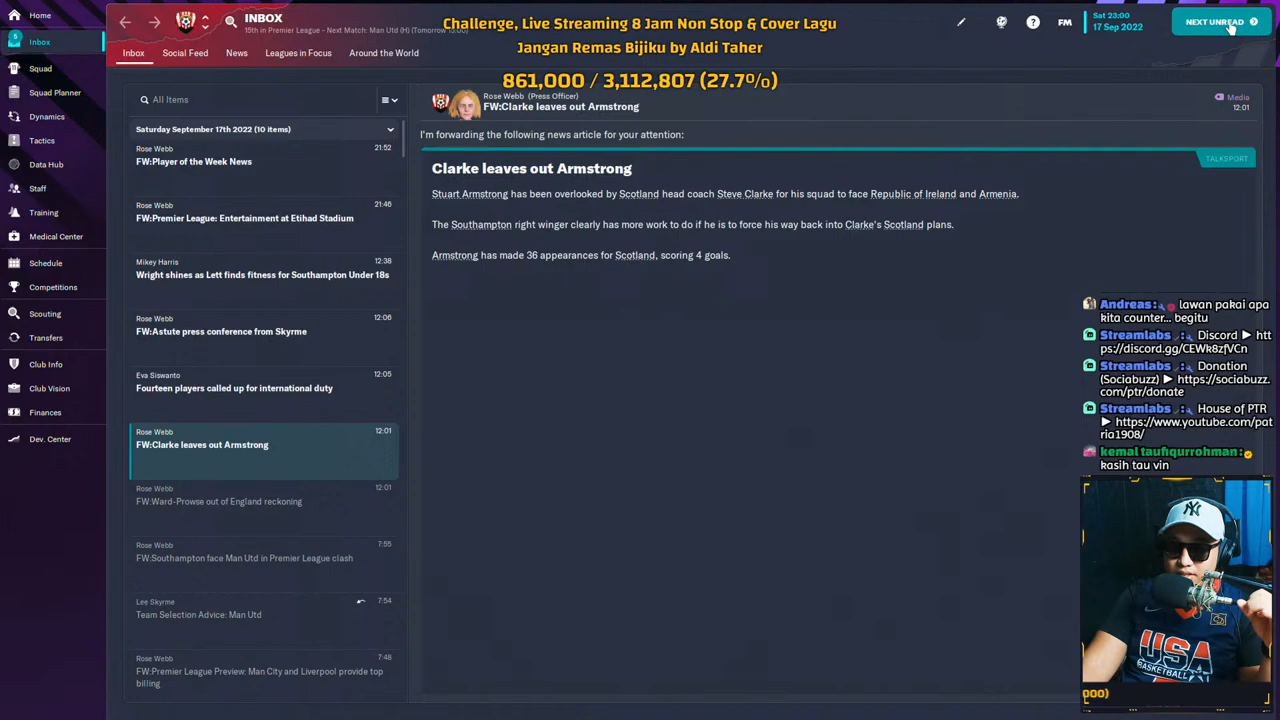 INBOX
15th in Premier League - Next Match: Man Utd (H) (Tomorrow 13:00)
Challenge, Live Streaming 8 Jam Non Stop & Cover Lagu
Jangan Remas Bijiku by Aldi Taher
861,000 / 3,112,807 (27.7%)
FM
Sat 23:00
17 Sep 2022
NEXT UNREAD
Inbox
Social Feed
News
Leagues in Focus
Around the World
Home
5
Inbox
Squad
Squad Planner
Dynamics
Tactics
Data Hub
Staff
Training
Medical Center
Schedule
Competitions
Scouting
Transfers
Club Info
Club Vision
Finances
Dev. Center
All Items
Saturday September 17th 2022 (10 items)
Rose Webb 21:52
FW:Player of the Week News
Rose Webb 21:46
FW:Premier League: Entertainment at Etihad Stadium
Mikey Harris 12:38
Wright shines as Lett finds fitness for Southampton Under 18s
Rose Webb 12:06
FW:Astute press conference from Skyrme
Eva Siswanto 12:05
Fourteen players called up for international duty
Rose Webb 12:01
FW:Clarke leaves out Armstrong
Rose Webb 12:01
FW:Ward-Prowse out of England reckoning
Rose Webb 7:55
FW:Southampton face Man Utd in Premier League clash
Lee Skyrme 7:54
Team Selection Advice: Man Utd
Rose Webb 7:48
FW:Premier League Preview: Man City and Liverpool provide top
billing
Rose Webb (Press Officer)
FW:Clarke leaves out Armstrong
Media
12:01
I'm forwarding the following news article for your attention:
TALKSPORT
Clarke leaves out Armstrong
Stuart Armstrong has been overlooked by Scotland head coach Steve Clarke for his squad to face Republic of Ireland and Armenia.
The Southampton right winger clearly has more work to do if he is to force his way back into Clarke's Scotland plans.
Armstrong has made 36 appearances for Scotland, scoring 4 goals.
Andreas : lawan pakai apa
kita counter... begitu
Streamlabs : Discord ► htt
ps://discord.gg/CEWk8zfVCn
Streamlabs : Donation
(Sociabuzz) ► https://sociabuzz.
com/ptr/donate
Streamlabs : House of PTR
► https://www.youtube.com/pat
ria1908/
kemal taufiqurrohman :
kasih tau vin
NY
USA
BASKETBALL
000)